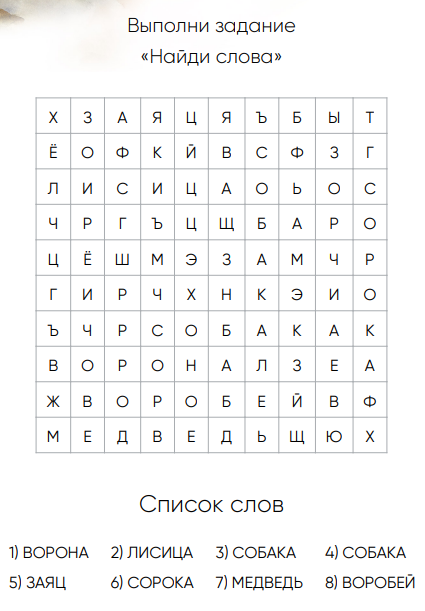 Выполни задание
«Найди слова»
Х З А Я Ц Я Ъ Б Ы Т
Ё О Ф К Й В С Ф З Г
Л И С И Ц А О Ь О С
Ч Р Г Ъ Ц Щ Б А Р О
Ц Ё Ш М Э З А М Ч Р
Г И Р Ч Х Н К Э И О
Ъ Ч Р С О Б А К А К
В О Р О Н А Л З Е А
Ж В О Р О Б Е Й В Ф
М Е Д В Е Д Ь Щ Ю Х
Список слов
1) ВОРОНА 2) ЛИСИЦА 3) СОБАКА 4) СОБАКА
5) ЗАЯЦ 6) СОРОКА 7) МЕДВЕДЬ 8) ВОРОБЕЙ